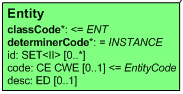 Entity
classCode*: <= ENT
determinerCode*: = INSTANCE
id: SET<II> [0..*]
code: CE CWE [0..1] <= EntityCode
desc: ED [0..1]